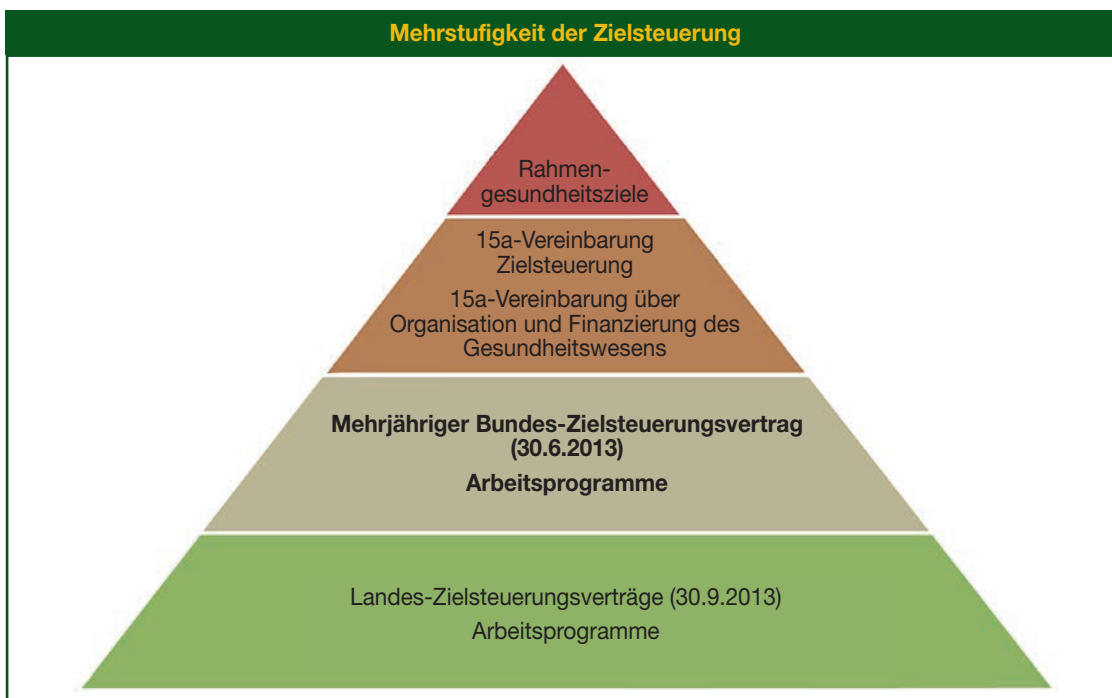 Mehrstufigkeit der Zielsteuerung
Rahmen-
gesundheitsziele
15a-Vereinbarung
Zielsteuerung
15a-Vereinbarung über
Organisation und Finanzierung des
Gesundheitswesens
Mehrjähriger Bundes-Zielsteuerungsvertrag
(30.6.2013)
Arbeitsprogramme
Landes-Zielsteuerungsverträge (30.9.2013)
Arbeitsprogramme